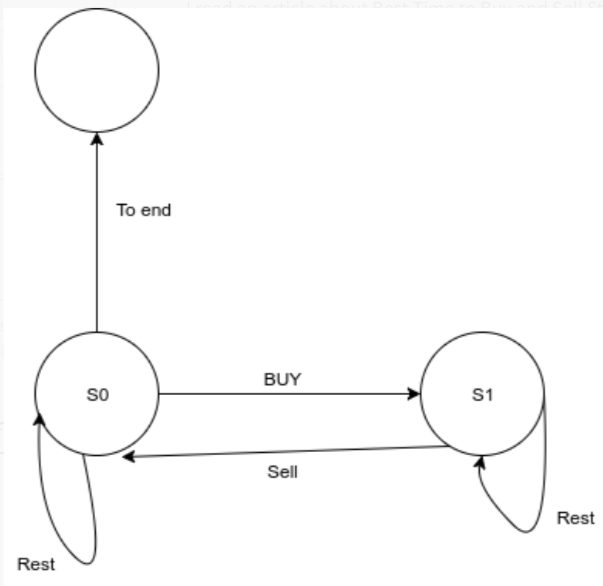 To end
S0
BUY
S1
Sell
Rest
Rest